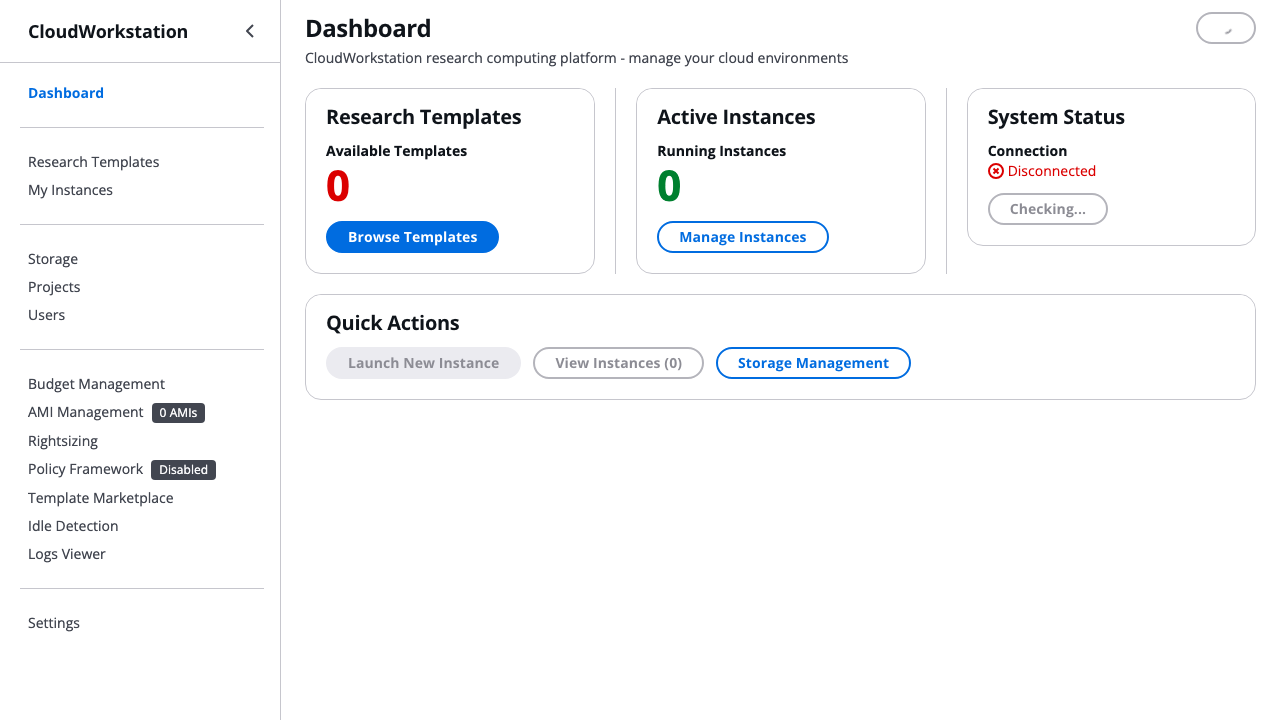 CloudWorkstation
Dashboard
Research Templates
My Instances
Storage
Projects
Users
Budget Management
AMI Management 0 AMIs
Rightsizing
Policy Framework Disabled
Template Marketplace
Idle Detection
Logs Viewer
Settings
Dashboard
CloudWorkstation research computing platform - manage your cloud environments
Research Templates
Available Templates
0
Browse Templates
Active Instances
Running Instances
0
Manage Instances
System Status
Connection
Disconnected
Checking...
Quick Actions
Launch New Instance View Instances (0) Storage Management